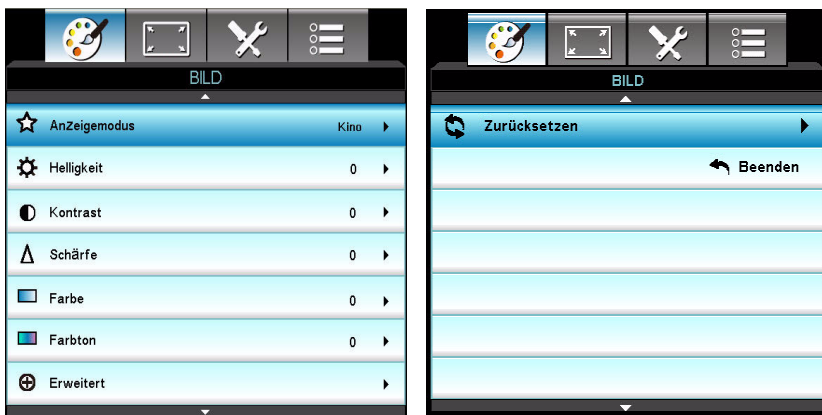 BILD
Anzeigemodus Kino
Helligkeit 0
Kontrast 0
Schärfe 0
Farbe 0
Farbton 0
Erweitert
BILD
Zurücksetzen
Beenden